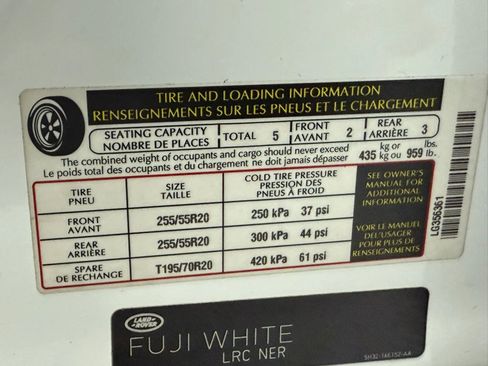 TIRE AND LOADING INFORMATION
RENSEIGNEMENTS SUR LES PNEUS ET LE CHARGEMENT
SEATING CAPACITY
NOMBRE DE PLACES
TOTAL 5
FRONT
AVANT 2
REAR
ARRIÈRE 3
The combined weight of occupants and cargo should never exceed
Le poids total des occupants et du chargement ne doit jamais dépasser
435 kg or
kg ou 959 lbs.
lb.
TIRE
PNEU
SIZE
TAILLE
COLD TIRE PRESSURE
PRESSION DES
PNEUS À FROID
SEE OWNER'S
MANUAL FOR
ADDITIONAL
INFORMATION
FRONT
AVANT
255/55R20
250 kPa 37 psi
REAR
ARRIÈRE
255/55R20
300 kPa 44 psi
VOIR LE MANUEL
DEL'USAGER
POUR PLUS DE
RENSEIGNEMENTS
SPARE
DE RECHANGE
T195/70R20
420 kPa 61 psi
LG356361
LAND
ROVER
FUJI WHITE
LRC NER